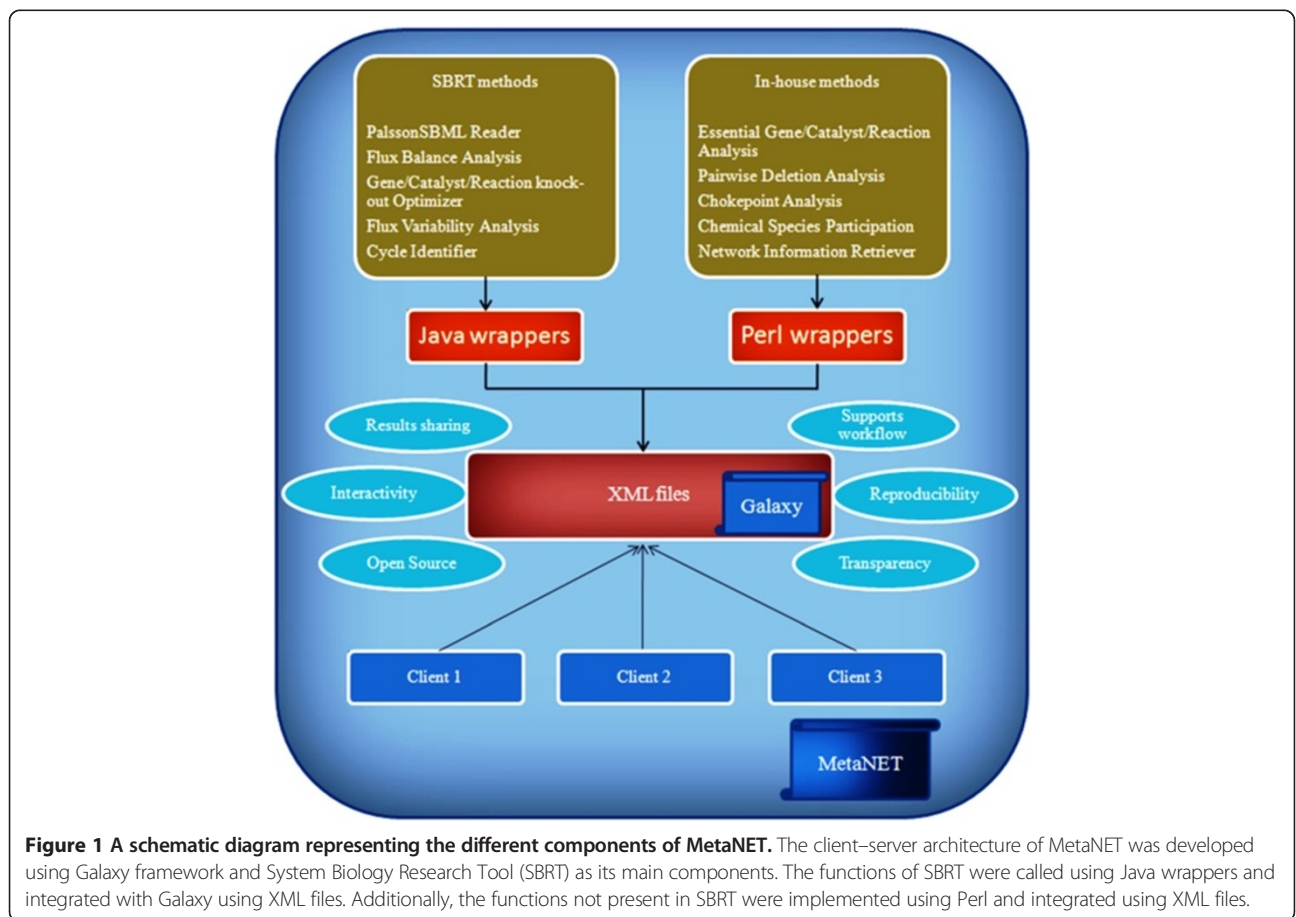 SBRT methods
PalssonSBML Reader
Flux Balance Analysis
Gene/Catalyst/Reaction knock-
out Optimizer
Flux Variability Analysis
Cycle Identifier
In-house methods
Essential Gene/Catalyst/Reaction
Analysis
Pairwise Deletion Analysis
Chokepoint Analysis
Chemical Species Participation
Network Information Retriever
Java wrappers
Perl wrappers
Results sharing
Supports
workflow
Interactivity
XML files
Galaxy
Reproducibility
Open Source
Transparency
Client 1
Client 2
Client 3
MetaNET
Figure 1 A schematic diagram representing the different components of MetaNET. The client–server architecture of MetaNET was developed
using Galaxy framework and System Biology Research Tool (SBRT) as its main components. The functions of SBRT were called using Java wrappers and
integrated with Galaxy using XML files. Additionally, the functions not present in SBRT were implemented using Perl and integrated using XML files.